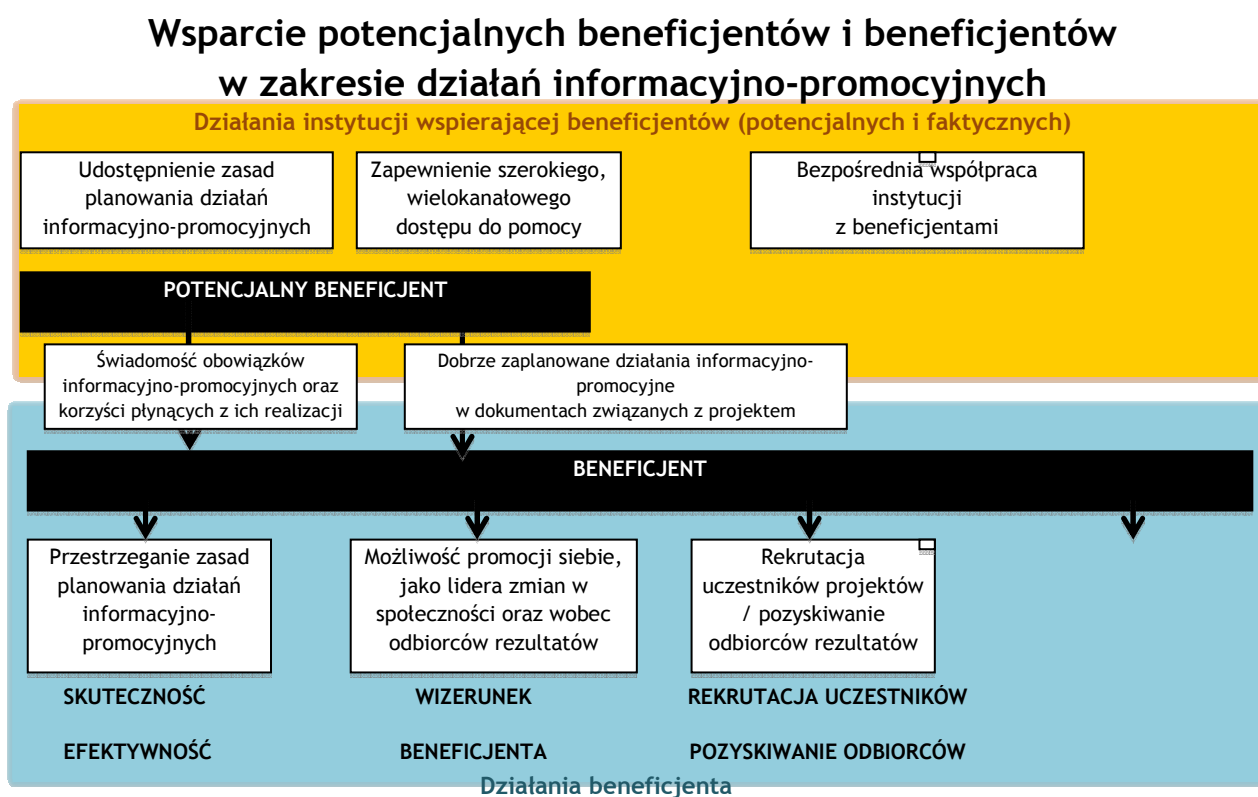 Wsparcie potencjalnych beneficjentów i beneficjentów
w zakresie działań informacyjno-promocyjnych
Działania instytucji wspierającej beneficjentów (potencjalnych i faktycznych)
Udostępnienie zasad
planowania działań
informacyjno-promocyjnych
Zapewnienie szerokiego,
wielokanałowego
dostępu do pomocy
Bezpośrednia współpraca
instytucji
z beneficjentami
POTENCJALNY BENEFICJENT
Świadomość obowiązków
informacyjno-promocyjnych oraz
korzyści płynących z ich realizacji
Dobrze zaplanowane działania informacyjno-
promocyjne
w dokumentach związanych z projektem
BENEFICJENT
Przestrzeganie zasad
planowania działań
informacyjno-
promocyjnych
Możliwość promocji siebie,
jako lidera zmian w
społeczności oraz wobec
odbiorców rezultatów
Rekrutacja
uczestników projektów
/ pozyskiwanie
odbiorców rezultatów
SKUTECZNOŚĆ
WIZERUNEK
REKRUTACJA UCZESTNIKÓW
EFEKTYWNOŚĆ
BENEFICJENTA
POZYSKIWANIE ODBIORCÓW
Działania beneficjenta